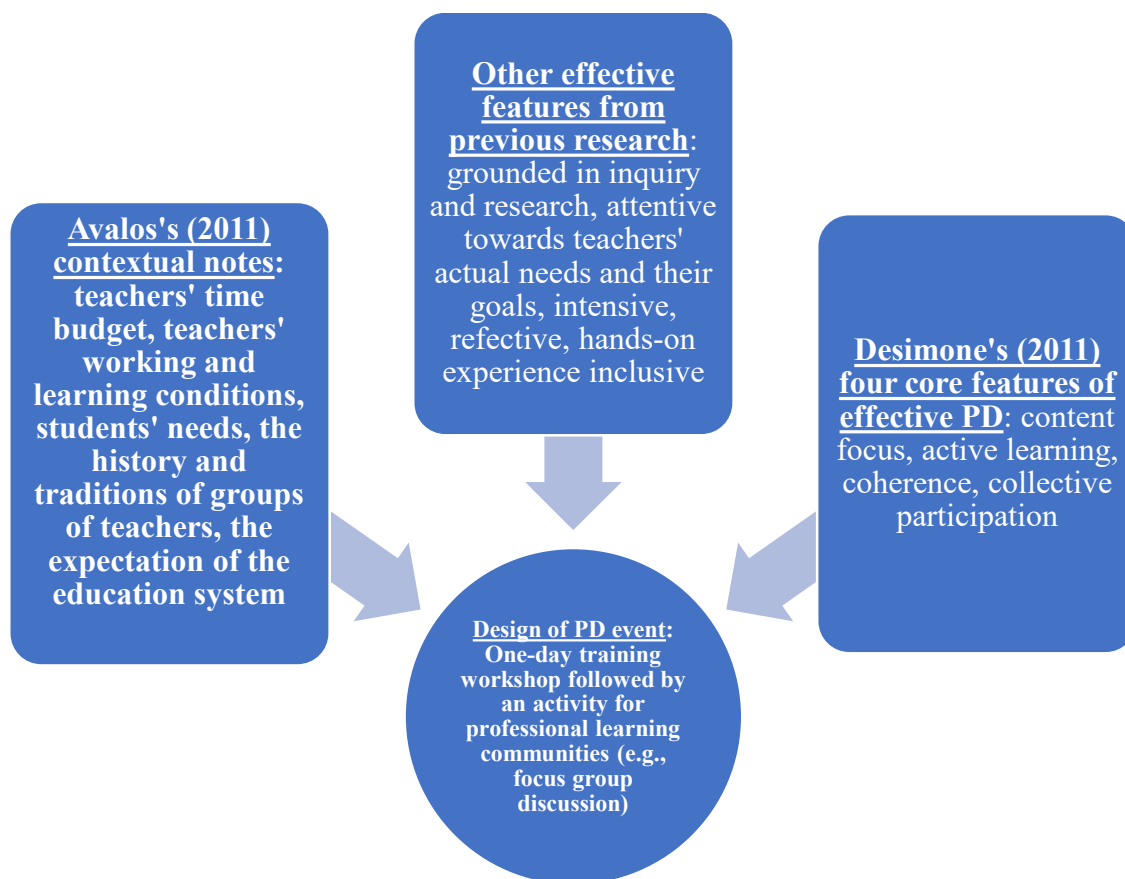 Avalos's (2011)
contextual notes:
teachers' time
budget, teachers'
working and
learning conditions,
students' needs, the
history and
traditions of groups
of teachers, the
expectation of the
education system
Other effective
features from
previous research:
grounded in inquiry
and research, attentive
towards teachers'
actual needs and their
goals, intensive,
refective, hands-on
experience inclusive
Desimone's (2011)
four core features of
effective PD: content
focus, active learning,
coherence, collective
participation
Design of PD event:
One-day training
workshop followed by
an activity for
professional learning
communities (e.g.,
focus group
discussion)